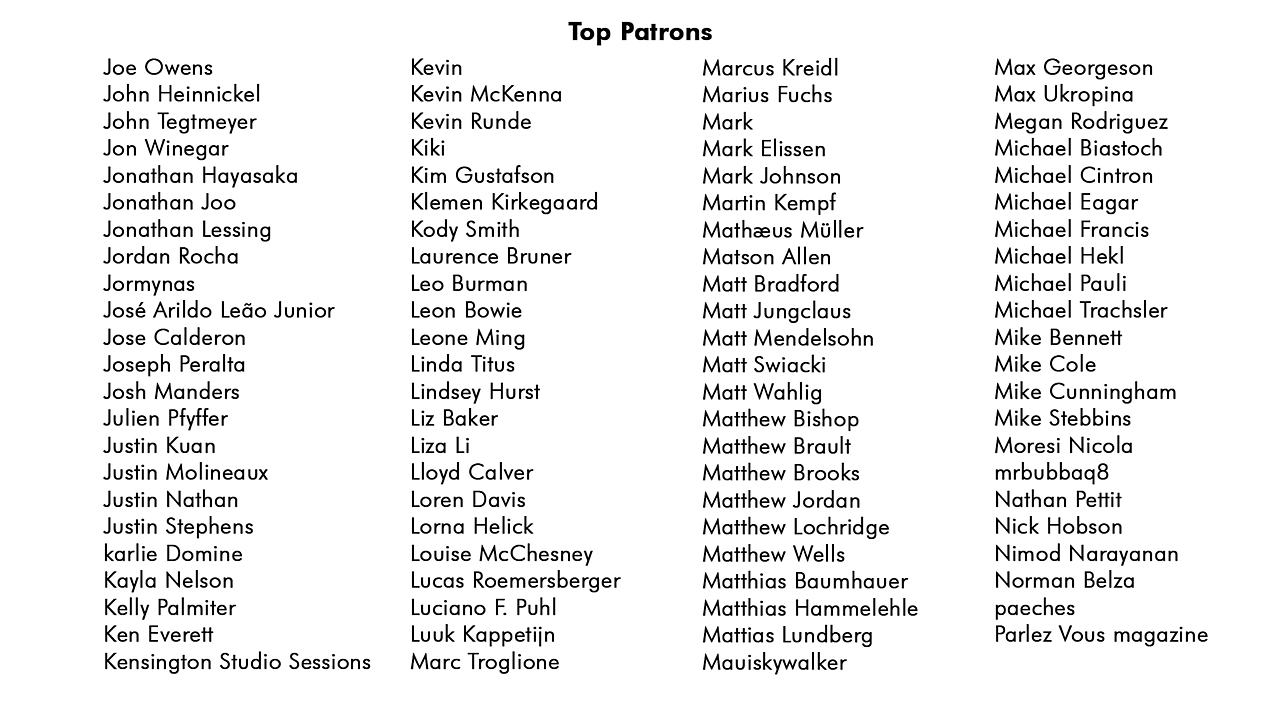 Top Patrons
Joe Owens
John Heinnickel
John Tegtmeyer
Jon Winegar
Jonathan Hayasaka
Jonathan Joo
Jonathan Lessing
Jordan Rocha
Jormynas
José Arildo Leão Junior
Jose Calderon
Joseph Peralta
Josh Manders
Julien Pfyffer
Justin Kuan
Justin Molineaux
Justin Nathan
Justin Stephens
karlie Domine
Kayla Nelson
Kelly Palmiter
Ken Everett
Kensington Studio Sessions
Kevin
Kevin McKenna
Kevin Runde
Kiki
Kim Gustafson
Klemen Kirkegaard
Kody Smith
Laurence Bruner
Leo Burman
Leon Bowie
Leone Ming
Linda Titus
Lindsey Hurst
Liz Baker
Liza Li
Lloyd Calver
Loren Davis
Lorna Helick
Louise McChesney
Lucas Roemersberger
Luciano F. Puhl
Luuk Kappetijn
Marc Troglione
Marcus Kreidl
Marius Fuchs
Mark
Mark Elissen
Mark Johnson
Martin Kempf
Mathæus Müller
Matson Allen
Matt Bradford
Matt Jungclaus
Matt Mendelsohn
Matt Swiacki
Matt Wahlig
Matthew Bishop
Matthew Brault
Matthew Brooks
Matthew Jordan
Matthew Lochridge
Matthew Wells
Matthias Baumhauer
Matthias Hammelehle
Mattias Lundberg
Mauiskywalker
Max Georgeson
Max Ukropina
Megan Rodriguez
Michael Biastoch
Michael Cintron
Michael Eagar
Michael Francis
Michael Hekl
Michael Pauli
Michael Trachsler
Mike Bennett
Mike Cole
Mike Cunningham
Mike Stebbins
Moresi Nicola
mrbubbaq8
Nathan Pettit
Nick Hobson
Nimod Narayanan
Norman Belza
paeches
Parlez Vous magazine